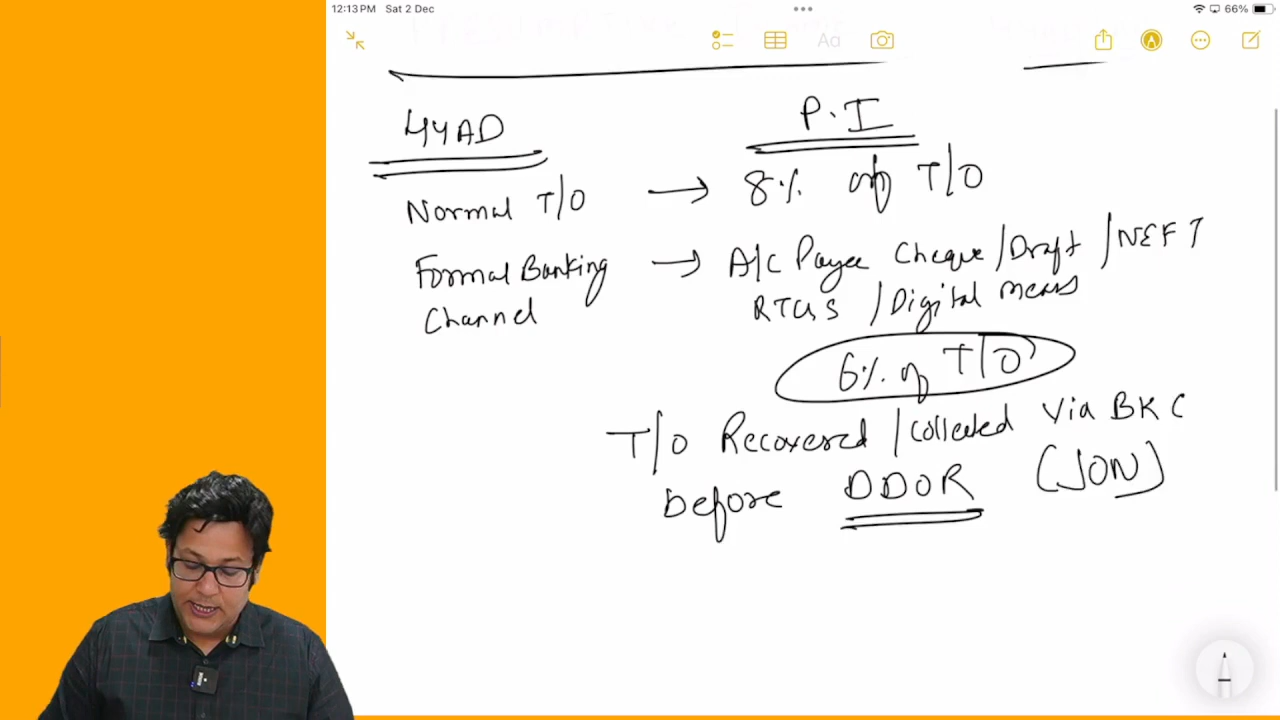 12:13 PM Sat 2 Dec
66%
Aa
44AD P.I
Normal T/O → 8% of T/O
Formal Banking Channel → A/c Payee Cheque / Draft / NEFT
RTGS / Digital means
6% of T/O
T/O Recovered / collected via BKC
before DDOR (JON)